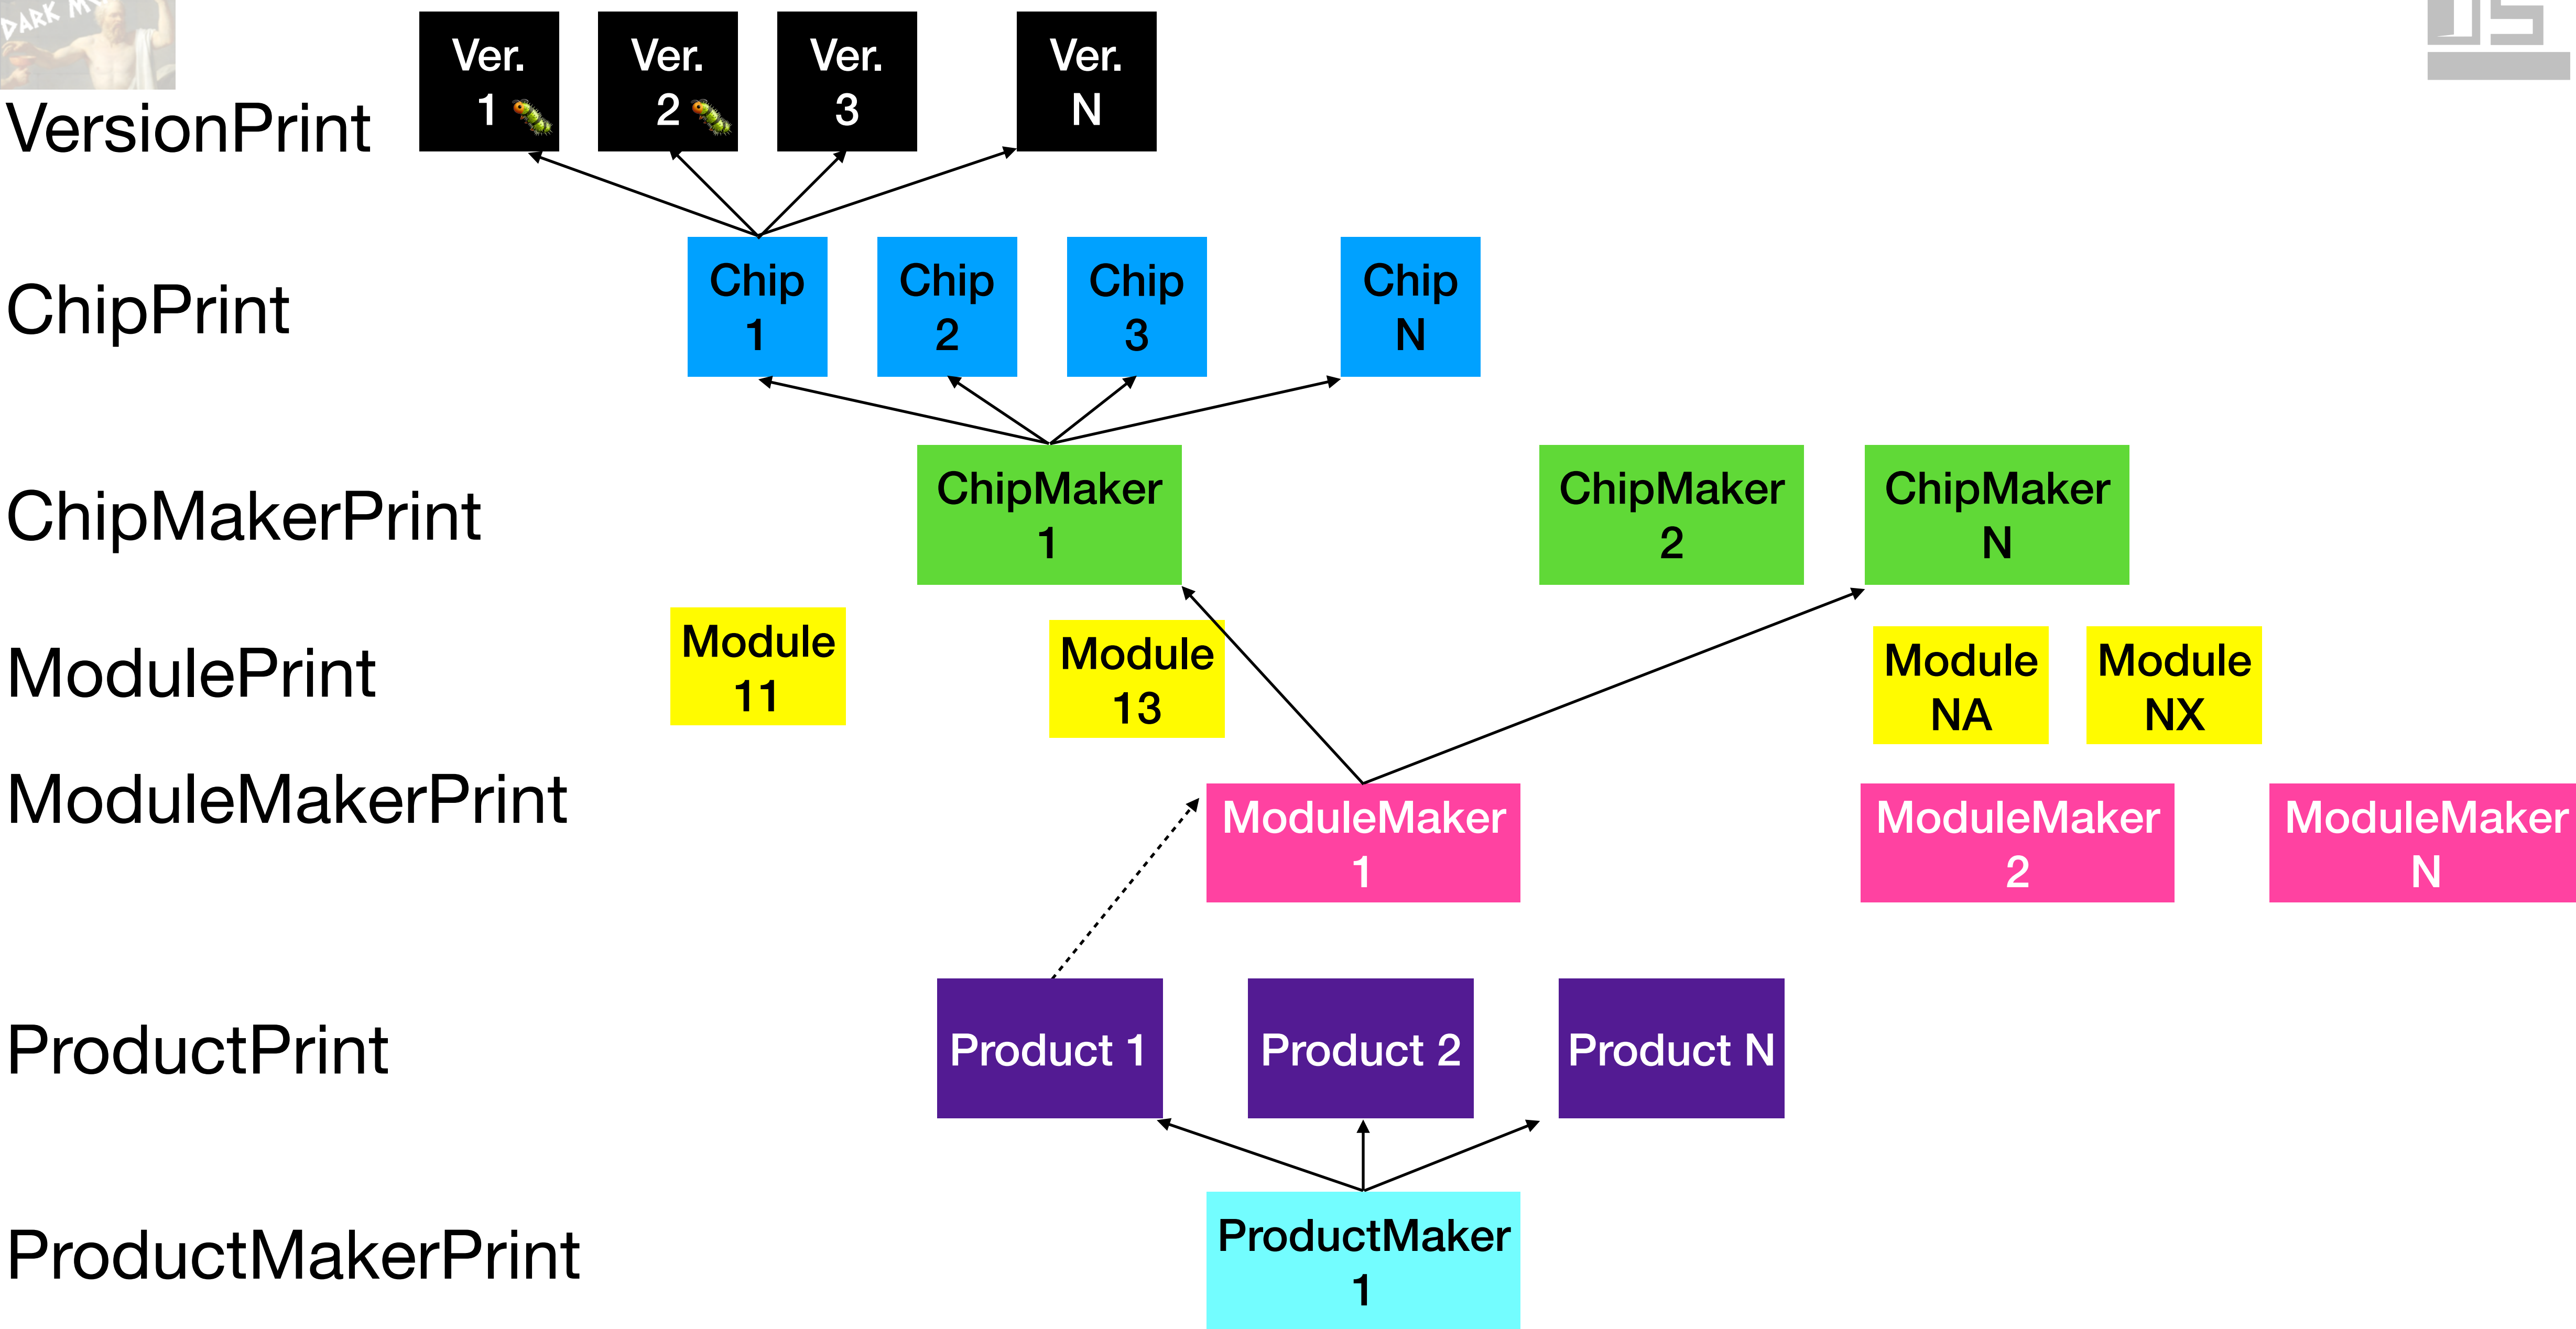 DARK
Ver.
1
Ver.
2
Ver.
3
Ver.
N
VersionPrint
ChipPrint
Chip
1
Chip
2
Chip
3
Chip
N
ChipMakerPrint
ChipMaker
1
ChipMaker
2
ChipMaker
N
ModulePrint
Module
11
Module
13
Module
NA
Module
NX
ModuleMakerPrint
ModuleMaker
1
ModuleMaker
2
ModuleMaker
N
ProductPrint
Product 1
Product 2
Product N
ProductMakerPrint
ProductMaker
1